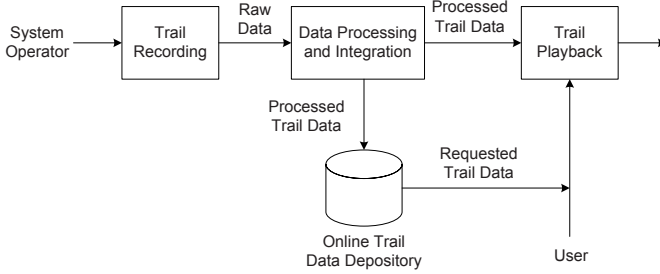 System
Operator
Trail
Recording
Raw
Data
Data Processing
and Integration
Processed
Trail Data
Trail
Playback
Processed
Trail Data
Requested
Trail Data
Online Trail
Data Depository
User